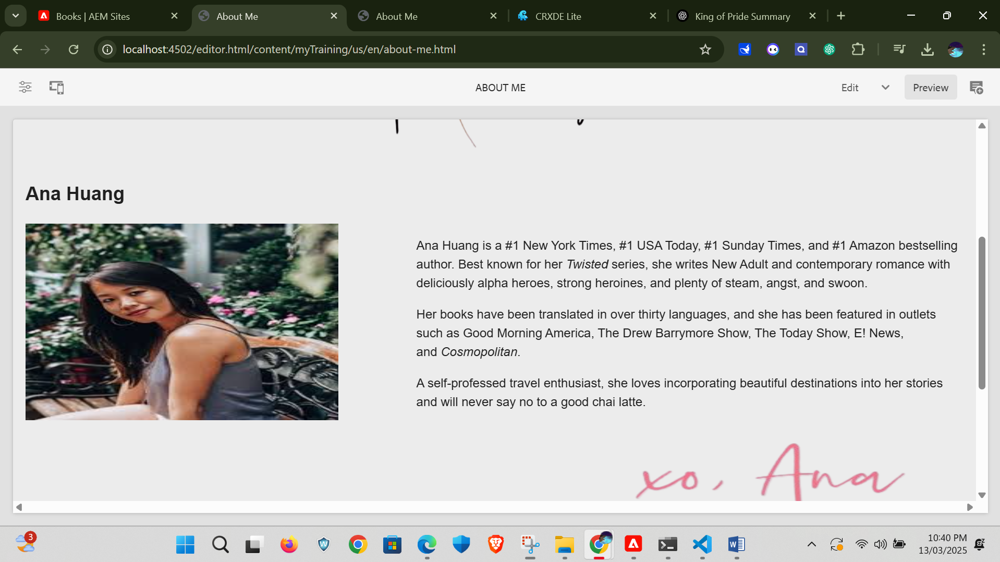 Books | AEM Sites
About Me
About Me
CRXDE Lite
King of Pride Summary
localhost:4502/editor.html/content/myTraining/us/en/about-me.html
ABOUT ME
Edit
Preview
Ana Huang
Ana Huang is a #1 New York Times, #1 USA Today, #1 Sunday Times, and #1 Amazon bestselling
author. Best known for her Twisted series, she writes New Adult and contemporary romance with
deliciously alpha heroes, strong heroines, and plenty of steam, angst, and swoon.
Her books have been translated in over thirty languages, and she has been featured in outlets
such as Good Morning America, The Drew Barrymore Show, The Today Show, E! News,
and Cosmopolitan.
A self-professed travel enthusiast, she loves incorporating beautiful destinations into her stories
and will never say no to a good chai latte.
xo, Ana
3
10:40 PM
13/03/2025